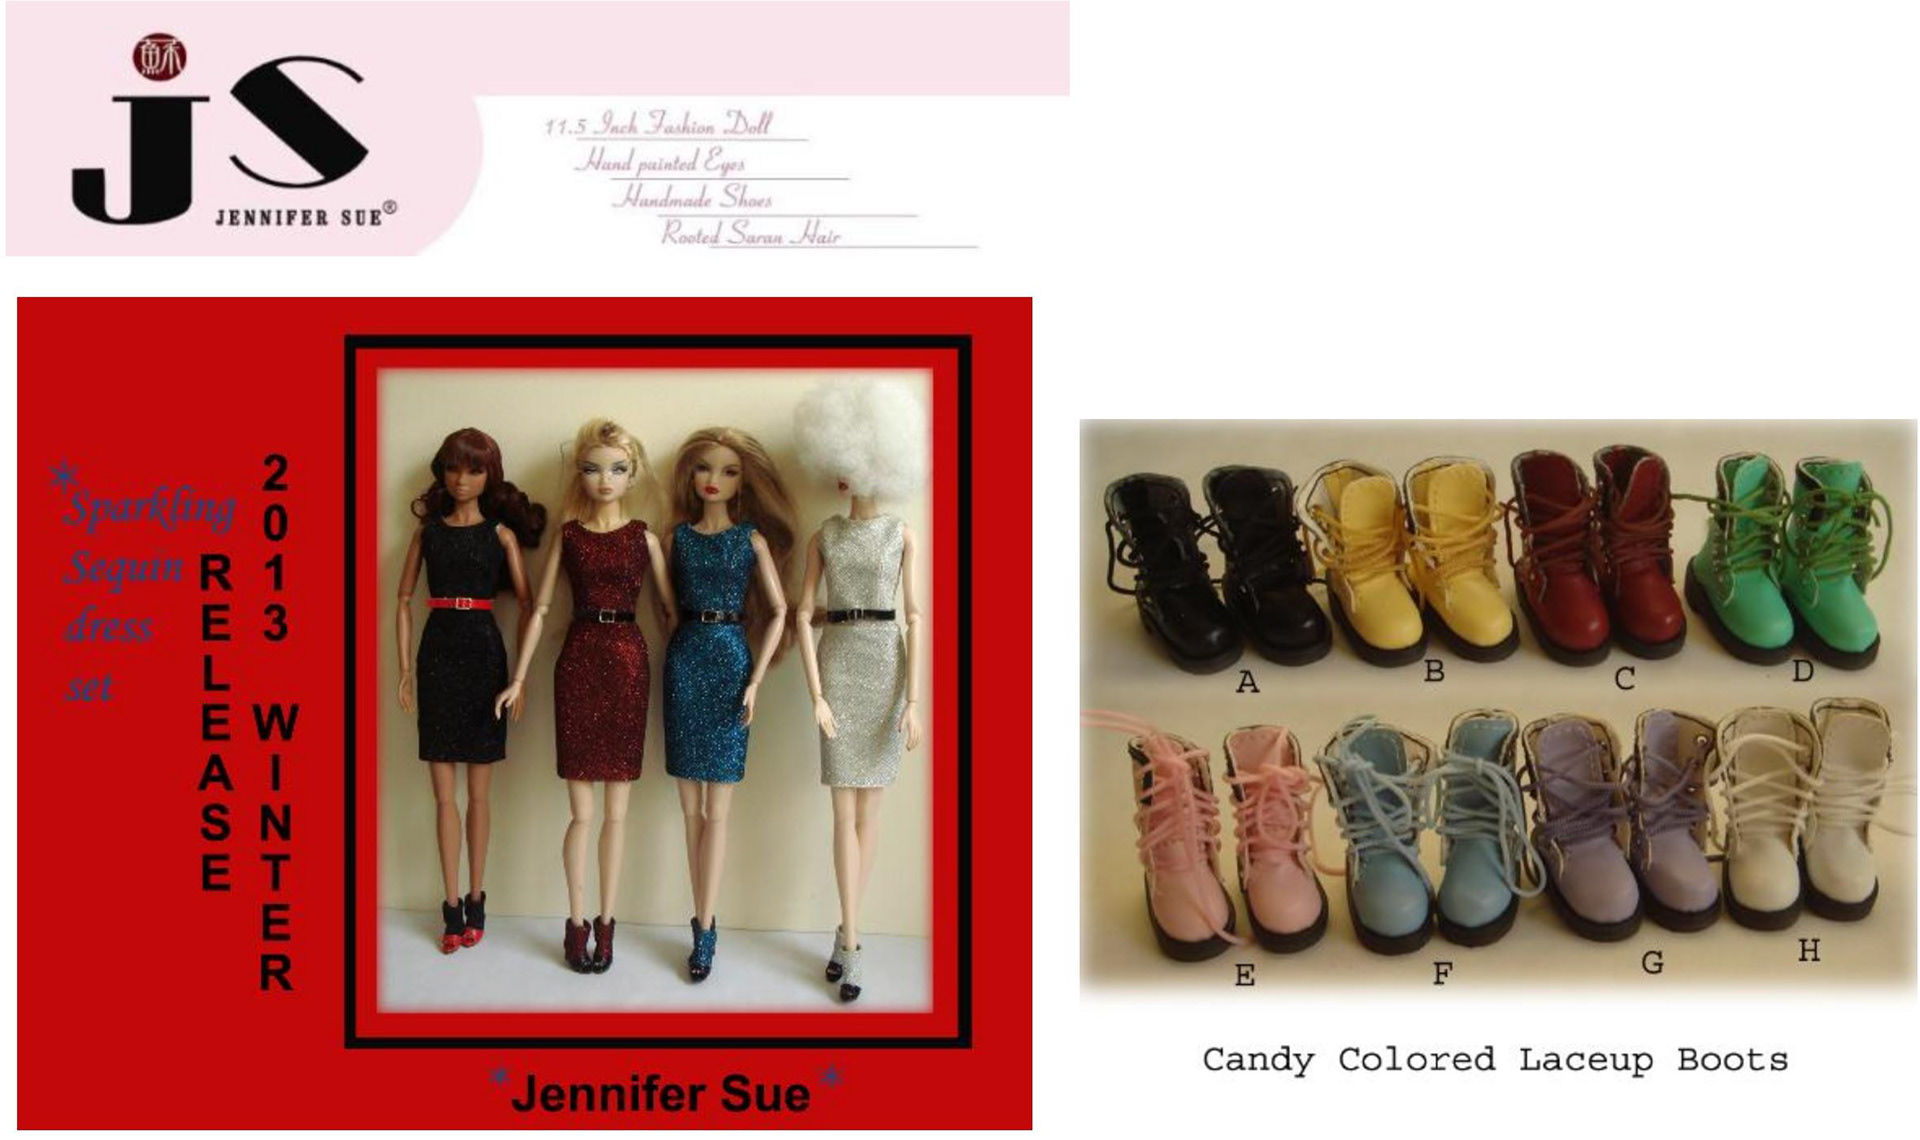 穌
js
JENNIFER SUE®
11.5 Inch Fashion Doll
Hand painted Eyes
Handmade Shoes
Rooted Saran Hair
*Sparkling
Sequin
dress
set
RELEASE
2013 WINTER
*Jennifer Sue*
A
B
C
D
E
F
G
H
Candy Colored Laceup Boots